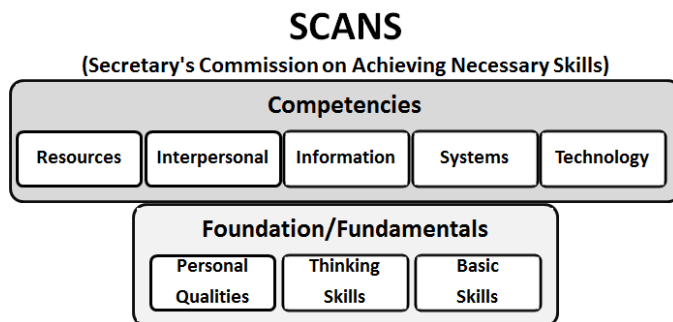 SCANS
(Secretary's Commission on Achieving Necessary Skills)
Competencies
Resources
Interpersonal
Information
Systems
Technology
Foundation/Fundamentals
Personal
Qualities
Thinking
Skills
Basic
Skills